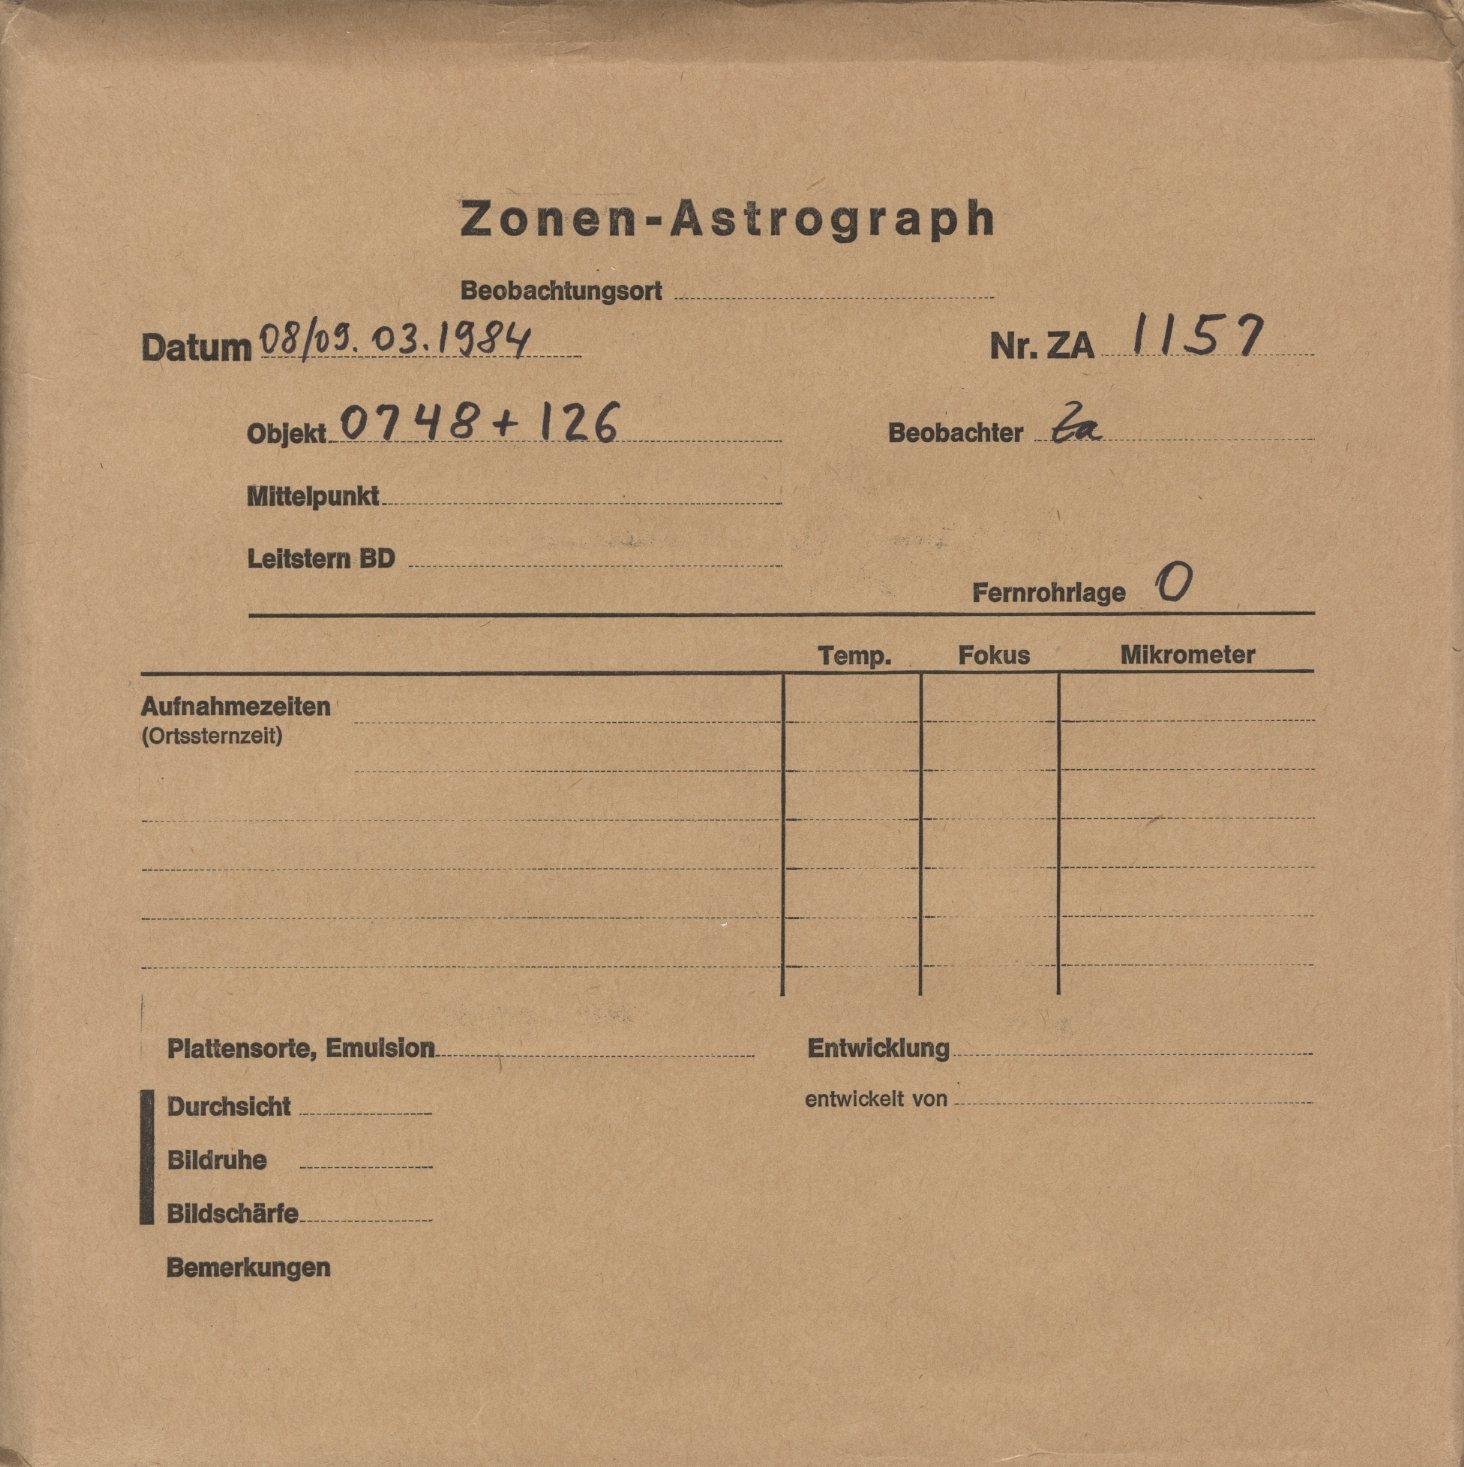 Zonen-Astrograph
Beobachtungsort
Datum 08/09. 03. 1984
Nr. ZA 1157
Objekt 0748 + 126
Beobachter Za
Mittelpunkt
Leitstern BD
Fernrohrlage O
Temp. Fokus Mikrometer
Aufnahmezeiten
(Ortssternzeit)
Plattensorte, Emulsion
Entwicklung
Durchsicht
entwickelt von
Bildruhe
Bildschärfe
Bemerkungen